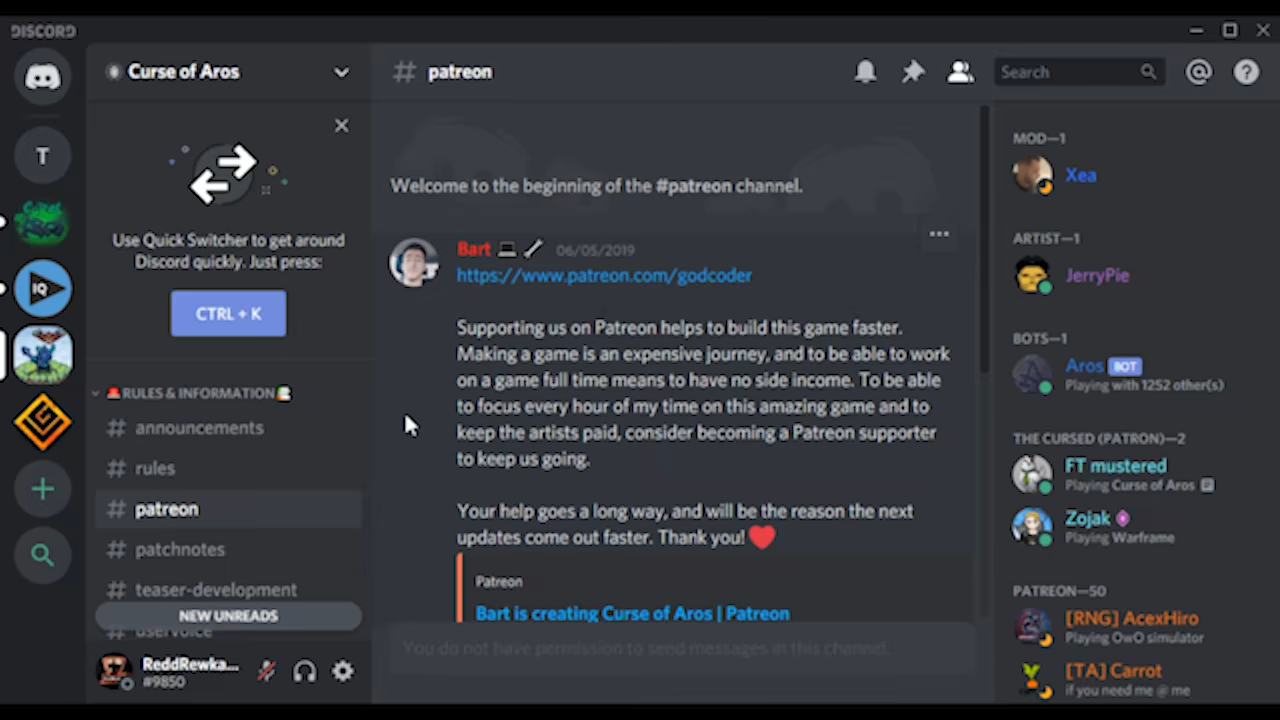 DISCORD
Curse of Aros
# patreon
Search
T
Use Quick Switcher to get around
Discord quickly. Just press:
CTRL + K
RULES & INFORMATION
# announcements
# rules
# patreon
# patchnotes
# teaser-development
NEW UNREADS
uservoice
ReddRewka...
#9850
Welcome to the beginning of the #patreon channel.
Bart 06/05/2019
https://www.patreon.com/godcoder
Supporting us on Patreon helps to build this game faster.
Making a game is an expensive journey, and to be able to work
on a game full time means to have no side income. To be able
to focus every hour of my time on this amazing game and to
keep the artists paid, consider becoming a Patreon supporter
to keep us going.
Your help goes a long way, and will be the reason the next
updates come out faster. Thank you! ❤
Patreon
Bart is creating Curse of Aros | Patreon
You do not have permission to send messages in this channel.
MOD—1
Xea
ARTIST—1
JerryPie
BOTS—1
Aros BOT
Playing with 1252 other(s)
THE CURSED (PATRON)—2
FT mustered
Playing Curse of Aros
Zojak
Playing Warframe
PATREON—50
[RNG] AcexHiro
Playing OwO simulator
[TA] Carrot
if you need me @ me
IQ